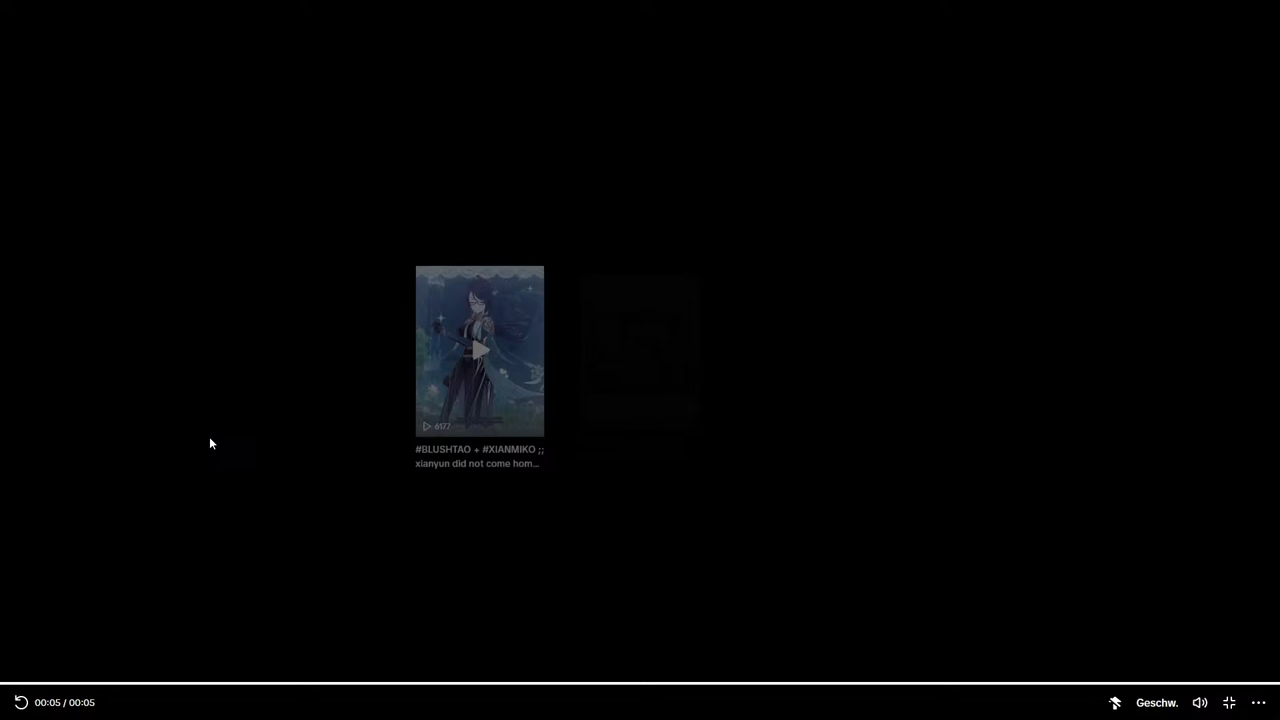 6177
#BLUSHTAO + #XIANMIKO ;;
xianyun did not come hom...
00:05 / 00:05
Geschw.